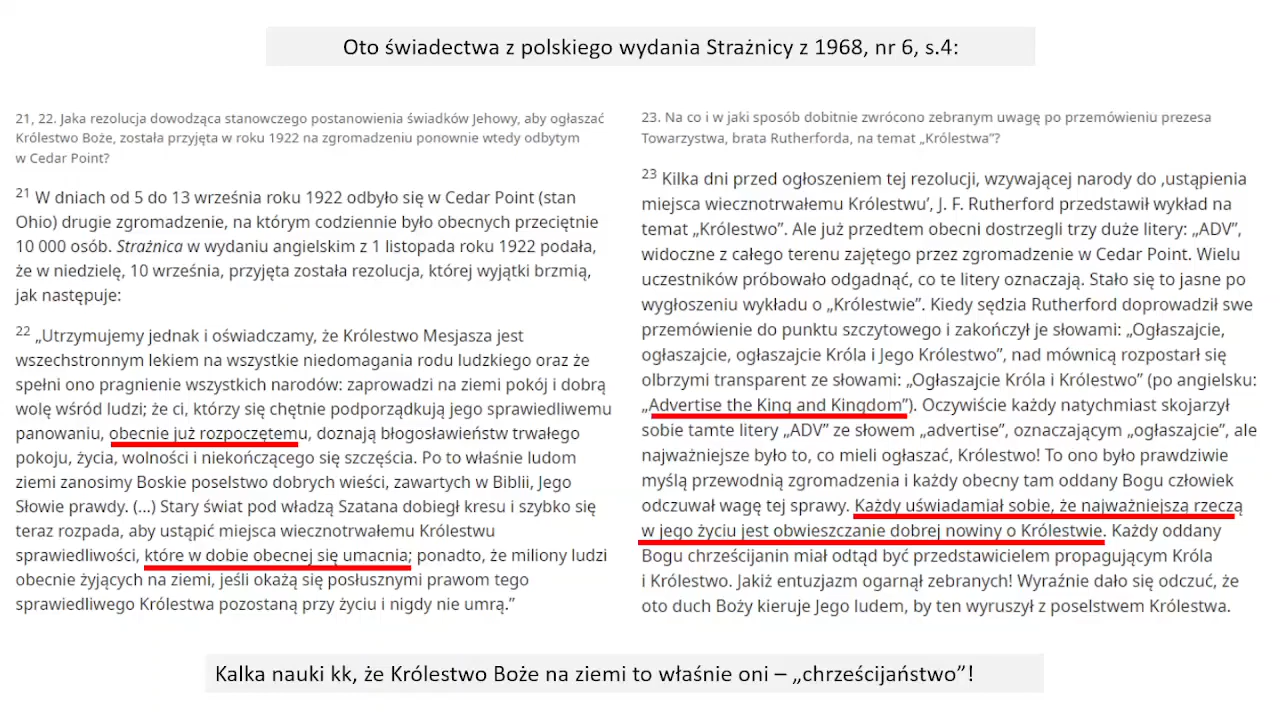 Oto świadectwa z polskiego wydania Strażnicy z 1968, nr 6, s.4:
21, 22. Jaka rezolucja dowodząca stanowczego postanowienia świadków Jehowy, aby ogłaszać
Królestwo Boże, została przyjęta w roku 1922 na zgromadzeniu ponownie wtedy odbytym
w Cedar Point?
21 W dniach od 5 do 13 września roku 1922 odbyło się w Cedar Point (stan
Ohio) drugie zgromadzenie, na którym codziennie było obecnych przeciętnie
10 000 osób. Strażnica w wydaniu angielskim z 1 listopada roku 1922 podała,
że w niedzielę, 10 września, przyjęta została rezolucja, której wyjątki brzmią,
jak następuje:
22 „Utrzymujemy jednak i oświadczamy, że Królestwo Mesjasza jest
wszechstronnym lekiem na wszystkie niedomagania rodu ludzkiego oraz że
spełni ono pragnienie wszystkich narodów: zaprowadzi na ziemi pokój i dobrą
wolę wśród ludzi; że ci, którzy się chętnie podporządkują jego sprawiedliwemu
panowaniu, obecnie już rozpoczętemu, doznają błogosławieństw trwałego
pokoju, życia, wolności i niekończącego się szczęścia. Po to właśnie ludom
ziemi zanosimy Boskie poselstwo dobrych wieści, zawartych w Biblii, Jego
Słowie prawdy. (...) Stary świat pod władzą Szatana dobiegł kresu i szybko się
teraz rozpada, aby ustąpić miejsca wiecznotrwałemu Królestwu
sprawiedliwości, które w dobie obecnej się umacnia; ponadto, że miliony ludzi
obecnie żyjących na ziemi, jeśli okażą się posłusznymi prawom tego
sprawiedliwego Królestwa pozostaną przy życiu i nigdy nie umrą.”
23. Na co i w jaki sposób dobitnie zwrócono zebranym uwagę po przemówieniu prezesa
Towarzystwa, brata Rutherforda, na temat „Królestwa”?
23 Kilka dni przed ogłoszeniem tej rezolucji, wzywającej narody do ‚ustąpienia
miejsca wiecznotrwałemu Królestwu’, J. F. Rutherford przedstawił wykład na
temat „Królestwo”. Ale już przedtem obecni dostrzegli trzy duże litery: „ADV”,
widoczne z całego terenu zajętego przez zgromadzenie w Cedar Point. Wielu
uczestników próbowało odgadnąć, co te litery oznaczają. Stało się to jasne po
wygłoszeniu wykładu o „Królestwie”. Kiedy sędzia Rutherford doprowadził swe
przemówienie do punktu szczytowego i zakończył je słowami: „Ogłaszajcie,
ogłaszajcie, ogłaszajcie Króla i Jego Królestwo”, nad mównicą rozpostarł się
olbrzymi transparent ze słowami: „Ogłaszajcie Króla i Królestwo” (po angielsku:
„Advertise the King and Kingdom”). Oczywiście każdy natychmiast skojarzył
sobie tamte litery „ADV” ze słowem „advertise”, oznaczającym „ogłaszajcie”, ale
najważniejsze było to, co mieli ogłaszać, Królestwo! To ono było prawdziwie
myślą przewodnią zgromadzenia i każdy obecny tam oddany Bogu człowiek
odczuwał wagę tej sprawy. Każdy uświadamiał sobie, że najważniejszą rzeczą
w jego życiu jest obwieszczanie dobrej nowiny o Królestwie. Każdy oddany
Bogu chrześcijanin miał odtąd być przedstawicielem propagującym Króla
i Królestwo. Jakiż entuzjazm ogarnął zebranych! Wyraźnie dało się odczuć, że
oto duch Boży kieruje Jego ludem, by ten wyruszył z poselstwem Królestwa.
Kalka nauki kk, że Królestwo Boże na ziemi to właśnie oni – „chrześcijaństwo”!